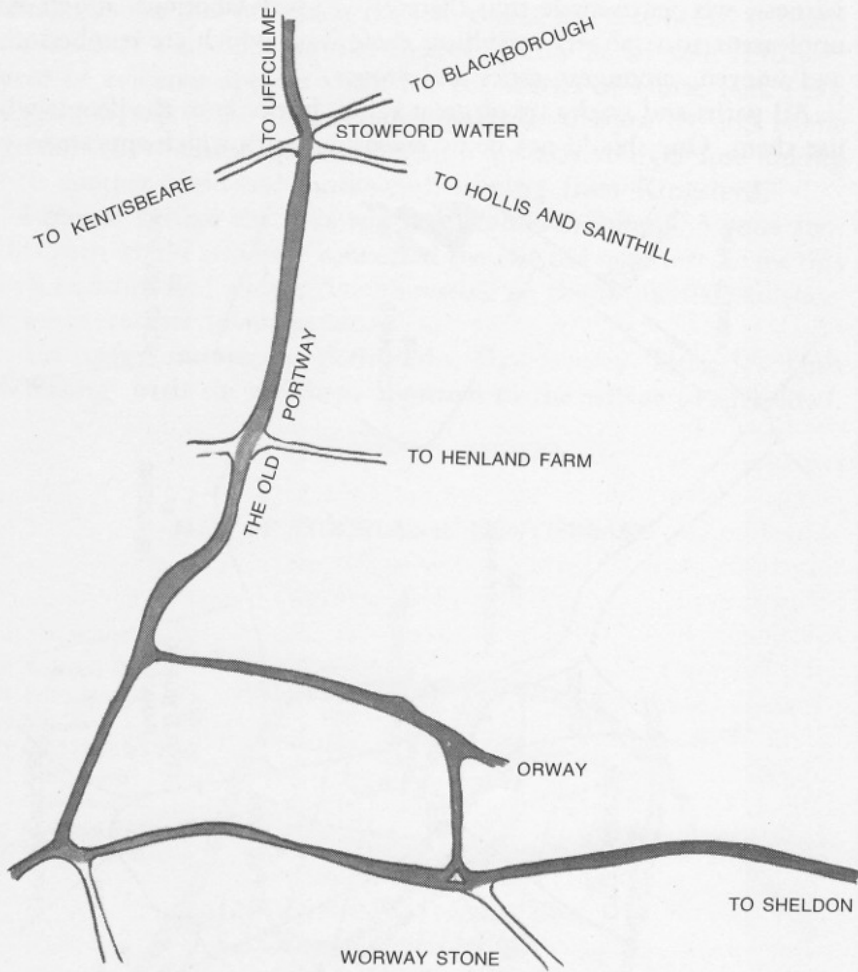 TO UFFCULME
TO BLACKBOROUGH
STOWFORD WATER
TO KENTISBEARE
TO HOLLIS AND SAINTHILL
THE OLD PORTWAY
TO HENLAND FARM
ORWAY
TO SHELDON
WORWAY STONE